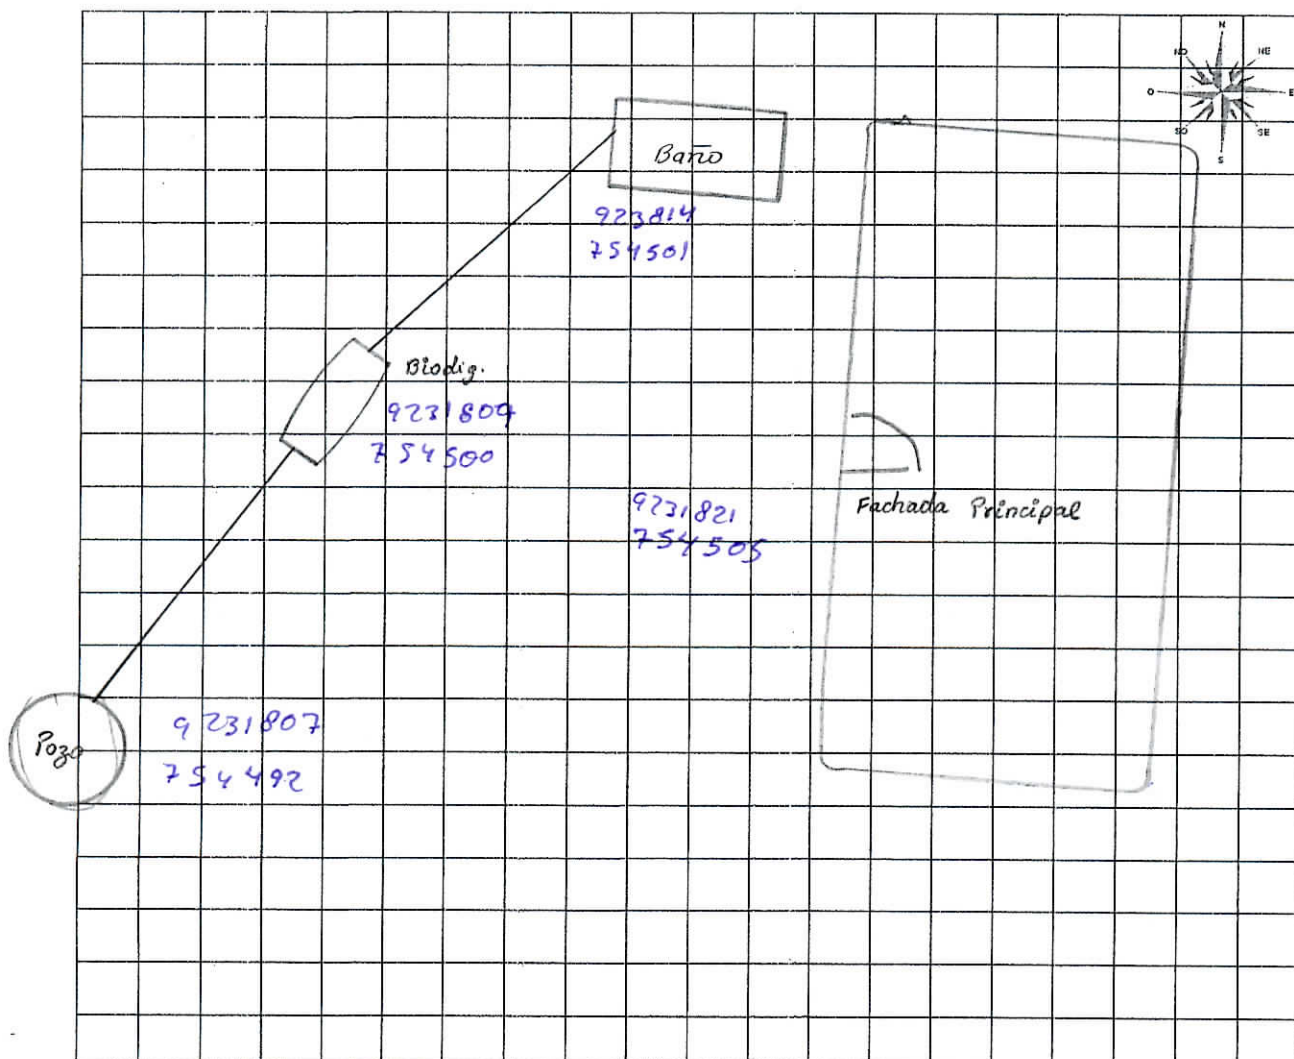 N
NO
NE
O
E
SO
SE
S
Baño
923814
754501
Biodig.
9231809
754500
9231821
754505
Fachada Principal
Pozo
9231807
754492